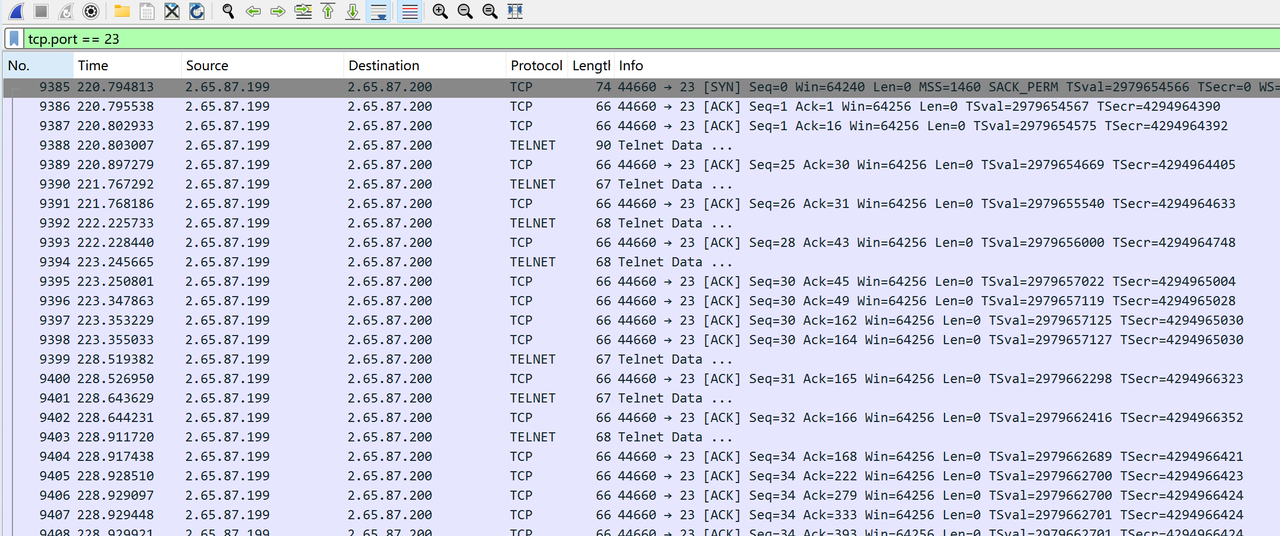 tcp.port == 23
No. Time Source Destination Protocol Lengtl Info
9385 220.794813 2.65.87.199 2.65.87.200 TCP 74 44660 → 23 [SYN] Seq=0 Win=64240 Len=0 MSS=1460 SACK_PERM TSval=2979654566 TSecr=0 WS=
9386 220.795538 2.65.87.199 2.65.87.200 TCP 66 44660 → 23 [ACK] Seq=1 Ack=1 Win=64256 Len=0 TSval=2979654567 TSecr=4294964390
9387 220.802933 2.65.87.199 2.65.87.200 TCP 66 44660 → 23 [ACK] Seq=1 Ack=16 Win=64256 Len=0 TSval=2979654575 TSecr=4294964392
9388 220.803007 2.65.87.199 2.65.87.200 TELNET 90 Telnet Data ...
9389 220.897279 2.65.87.199 2.65.87.200 TCP 66 44660 → 23 [ACK] Seq=25 Ack=30 Win=64256 Len=0 TSval=2979654669 TSecr=4294964405
9390 221.767292 2.65.87.199 2.65.87.200 TELNET 67 Telnet Data ...
9391 221.768186 2.65.87.199 2.65.87.200 TCP 66 44660 → 23 [ACK] Seq=26 Ack=31 Win=64256 Len=0 TSval=2979655540 TSecr=4294964633
9392 222.225733 2.65.87.199 2.65.87.200 TELNET 68 Telnet Data ...
9393 222.228440 2.65.87.199 2.65.87.200 TCP 66 44660 → 23 [ACK] Seq=28 Ack=43 Win=64256 Len=0 TSval=2979656000 TSecr=4294964748
9394 223.245665 2.65.87.199 2.65.87.200 TELNET 68 Telnet Data ...
9395 223.250801 2.65.87.199 2.65.87.200 TCP 66 44660 → 23 [ACK] Seq=30 Ack=45 Win=64256 Len=0 TSval=2979657022 TSecr=4294965004
9396 223.347863 2.65.87.199 2.65.87.200 TCP 66 44660 → 23 [ACK] Seq=30 Ack=49 Win=64256 Len=0 TSval=2979657119 TSecr=4294965028
9397 223.353229 2.65.87.199 2.65.87.200 TCP 66 44660 → 23 [ACK] Seq=30 Ack=162 Win=64256 Len=0 TSval=2979657125 TSecr=4294965030
9398 223.355033 2.65.87.199 2.65.87.200 TCP 66 44660 → 23 [ACK] Seq=30 Ack=164 Win=64256 Len=0 TSval=2979657127 TSecr=4294965030
9399 228.519382 2.65.87.199 2.65.87.200 TELNET 67 Telnet Data ...
9400 228.526950 2.65.87.199 2.65.87.200 TCP 66 44660 → 23 [ACK] Seq=31 Ack=165 Win=64256 Len=0 TSval=2979662298 TSecr=4294966323
9401 228.643629 2.65.87.199 2.65.87.200 TELNET 67 Telnet Data ...
9402 228.644231 2.65.87.199 2.65.87.200 TCP 66 44660 → 23 [ACK] Seq=32 Ack=166 Win=64256 Len=0 TSval=2979662416 TSecr=4294966352
9403 228.911720 2.65.87.199 2.65.87.200 TELNET 68 Telnet Data ...
9404 228.917438 2.65.87.199 2.65.87.200 TCP 66 44660 → 23 [ACK] Seq=34 Ack=168 Win=64256 Len=0 TSval=2979662689 TSecr=4294966421
9405 228.928510 2.65.87.199 2.65.87.200 TCP 66 44660 → 23 [ACK] Seq=34 Ack=222 Win=64256 Len=0 TSval=2979662700 TSecr=4294966423
9406 228.929097 2.65.87.199 2.65.87.200 TCP 66 44660 → 23 [ACK] Seq=34 Ack=279 Win=64256 Len=0 TSval=2979662700 TSecr=4294966424
9407 228.929448 2.65.87.199 2.65.87.200 TCP 66 44660 → 23 [ACK] Seq=34 Ack=333 Win=64256 Len=0 TSval=2979662701 TSecr=4294966424
9408 228.929921 2.65.87.199 2.65.87.200 TCP 66 44660 → 23 [ACK] Seq=34 Ack=393 Win=64256 Len=0 TSval=2979662701 TSecr=4294966424